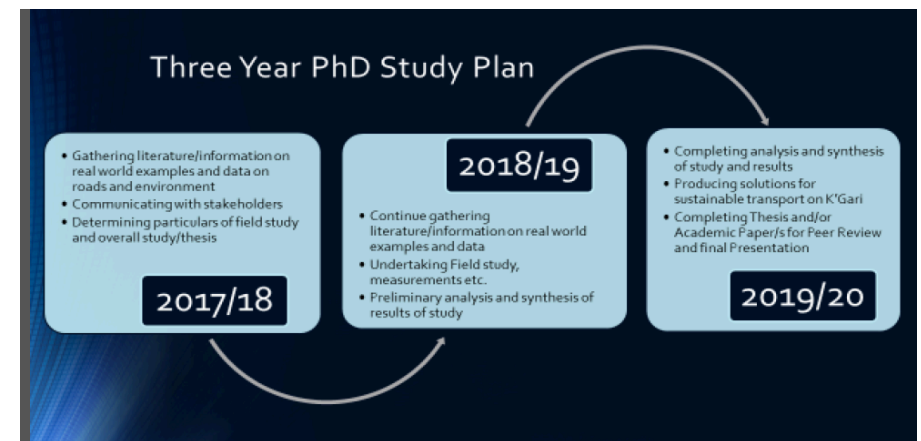 Three Year PhD Study Plan
• Gathering literature/information on
real world examples and data on
roads and environment
• Communicating with stakeholders
• Determining particulars of field study
and overall study/thesis
2017/18
2018/19
• Continue gathering
literature/information on real world
examples and data
• Undertaking Field study,
measurements etc.
• Preliminary analysis and synthesis of
results of study
• Completing analysis and synthesis
of study and results
• Producing solutions for
sustainable transport on K'Gari
• Completing Thesis and/or
Academic Paper/s for Peer Review
and final Presentation
2019/20